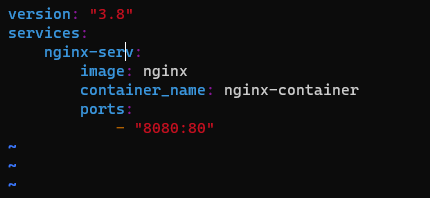 version: "3.8"
services:
    nginx-serv:
        image: nginx
        container_name: nginx-container
        ports:
            - "8080:80"
~
~
~